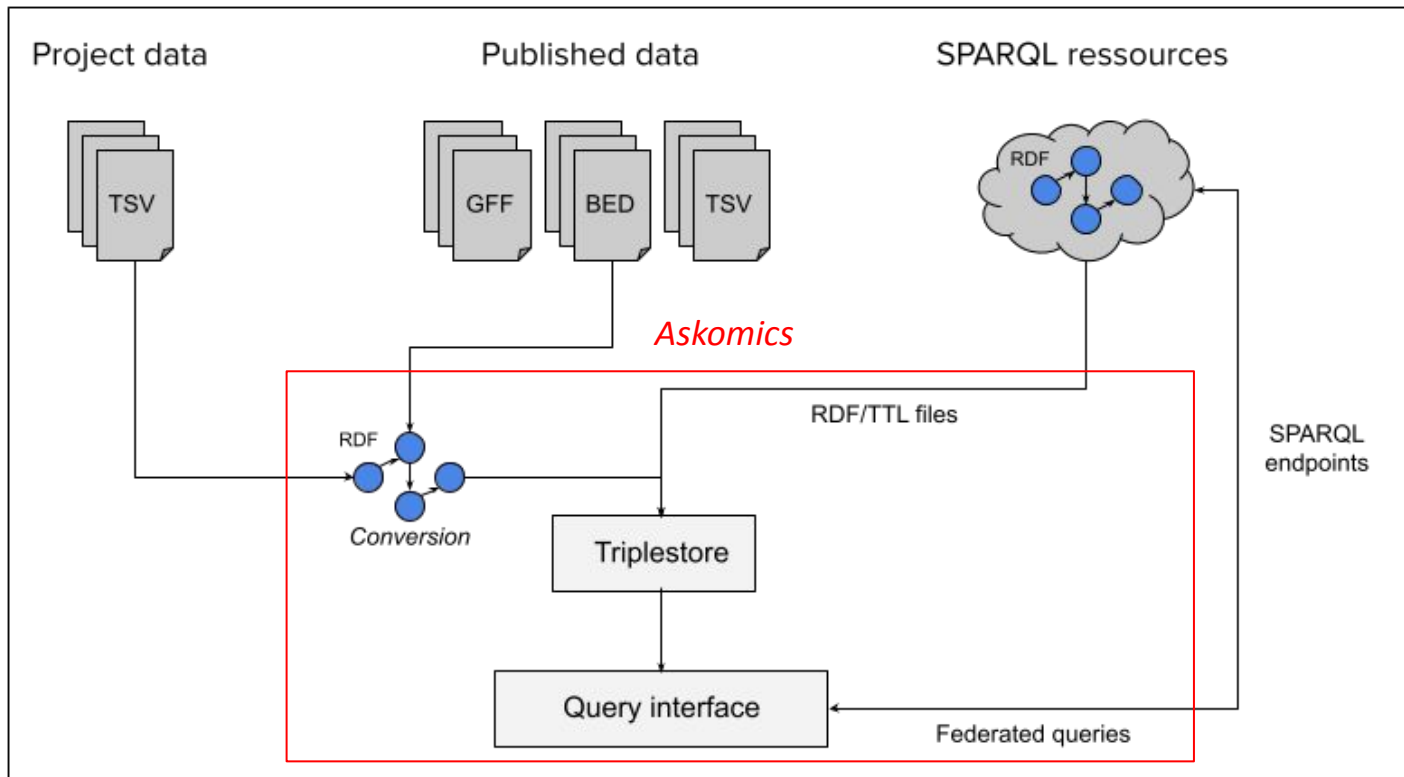 Project data
Published data
SPARQL ressources
TSV
GFF
BED
TSV
RDF
Askomics
RDF/TTL files
SPARQL
endpoints
RDF
Conversion
Triplestore
Query interface
Federated queries